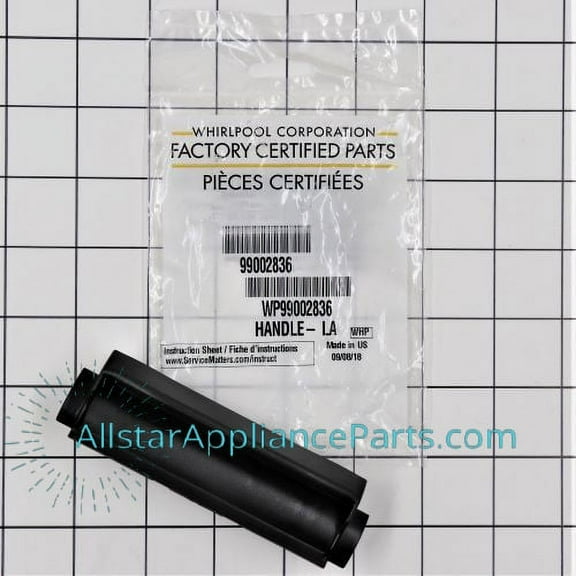 WHIRLPOOL CORPORATION
FACTORY CERTIFIED PARTS
PIÈCES CERTIFIÉES
99002836
WP99002836
HANDLE- LA WHP
Instruction Sheet / Fiche d'instructions
www.ServiceMatters.com/instruct
Made in US
09/08/18
AllstarApplianceParts.com